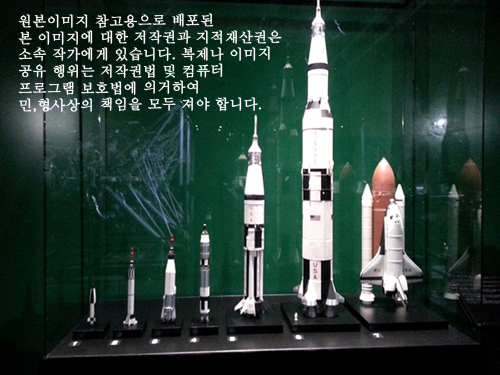 원본이미지 참고용으로 배포된
본 이미지에 대한 저작권과 지적재산권은
소속 작가에게 있습니다. 복제나 이미지
공유 행위는 저작권법 및 컴퓨터
프로그램 보호법에 의거하여
민,형사상의 책임을 모두 져야 합니다.
USA